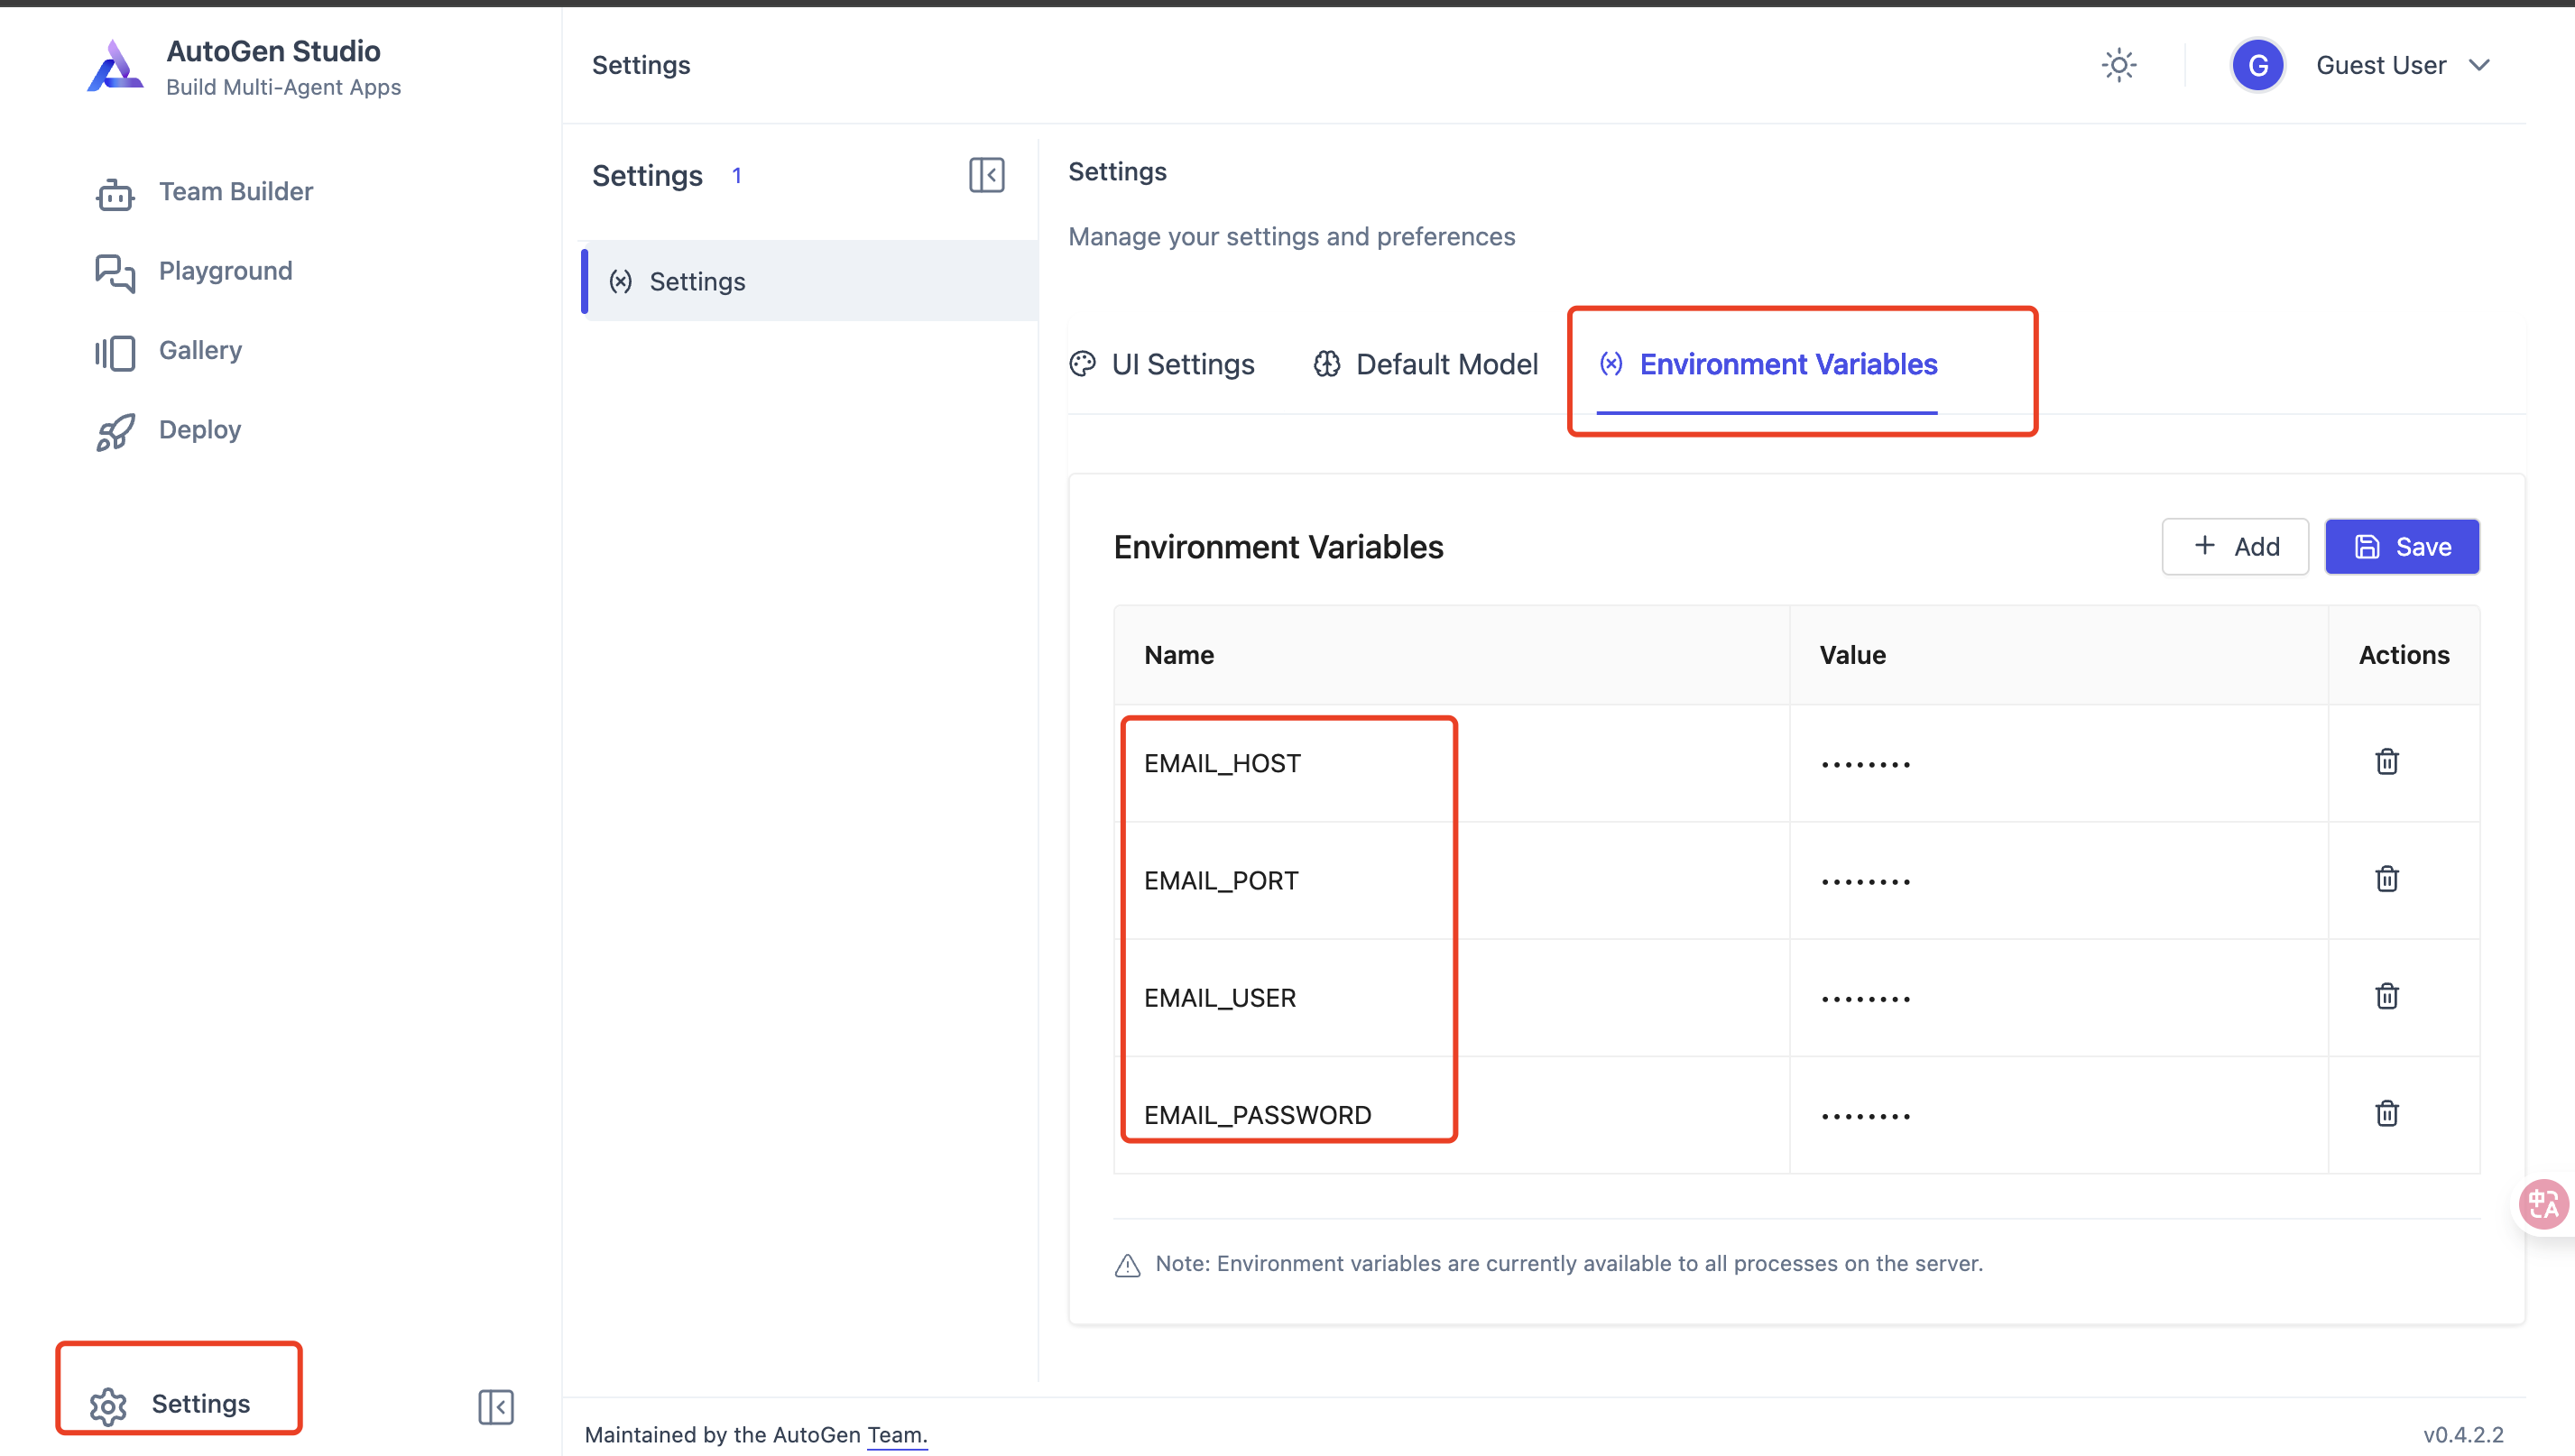 AutoGen Studio
Build Multi-Agent Apps
Team Builder
Playground
Gallery
Deploy
Settings
Settings
G
Guest User
Settings 1
Settings
Settings
Manage your settings and preferences
UI Settings
Default Model
Environment Variables
Environment Variables
Add
Save
Name Value Actions
EMAIL_HOST ••••••••
EMAIL_PORT ••••••••
EMAIL_USER ••••••••
EMAIL_PASSWORD ••••••••
Note: Environment variables are currently available to all processes on the server.
中A
Maintained by the AutoGen Team.
v0.4.2.2